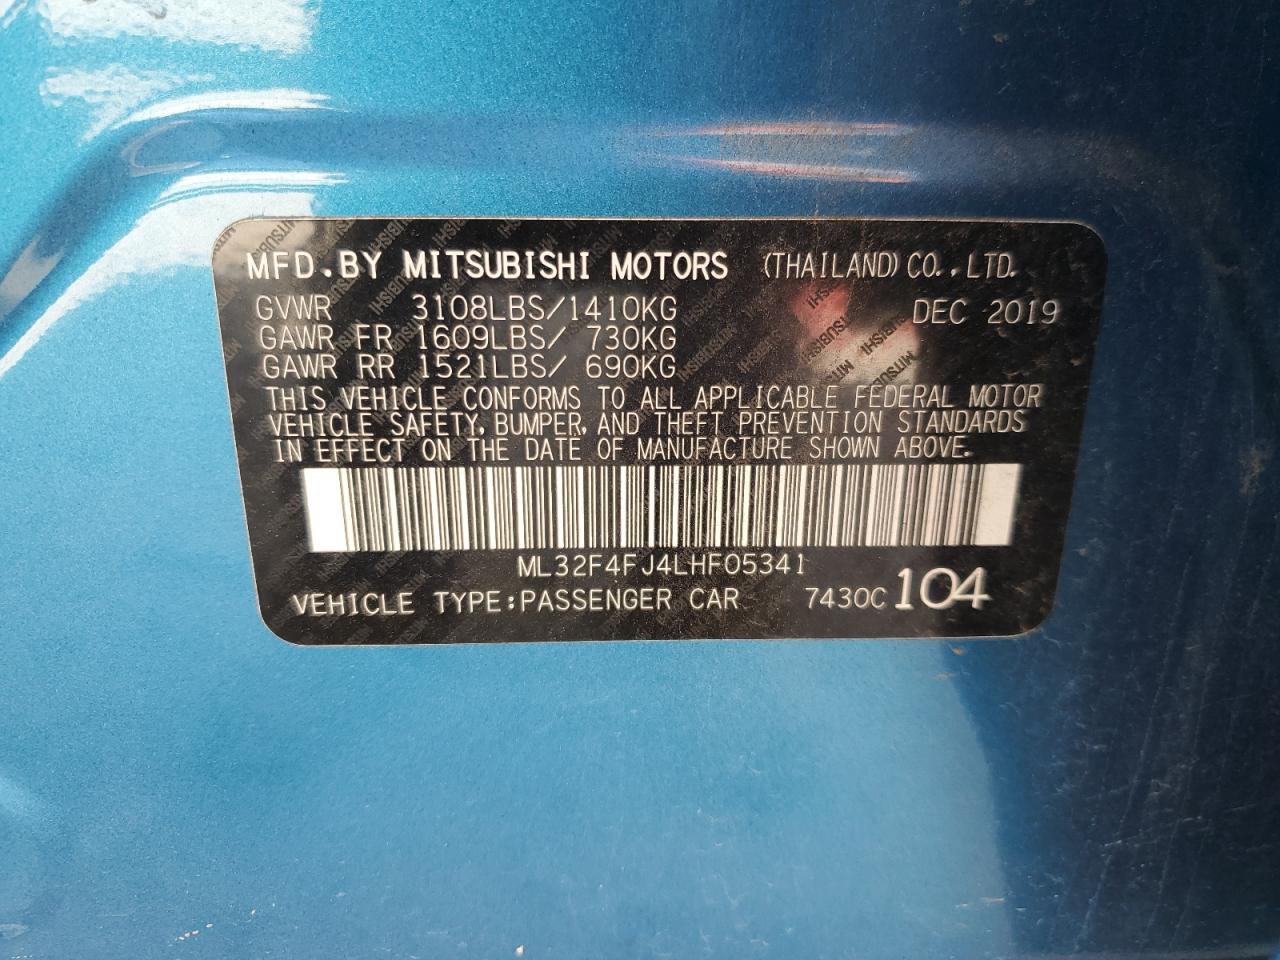 MFD.BY MITSUBISHI MOTORS (THAILAND) CO.,LTD.
GVWR 3108LBS/1410KG DEC 2019
GAWR FR 1609LBS/ 730KG
GAWR RR 1521LBS/ 690KG
THIS VEHICLE CONFORMS TO ALL APPLICABLE FEDERAL MOTOR
VEHICLE SAFETY, BUMPER, AND THEFT PREVENTION STANDARDS
IN EFFECT ON THE DATE OF MANUFACTURE SHOWN ABOVE.
ML32F4FJ4LHF05341
VEHICLE TYPE:PASSENGER CAR 7430C 104